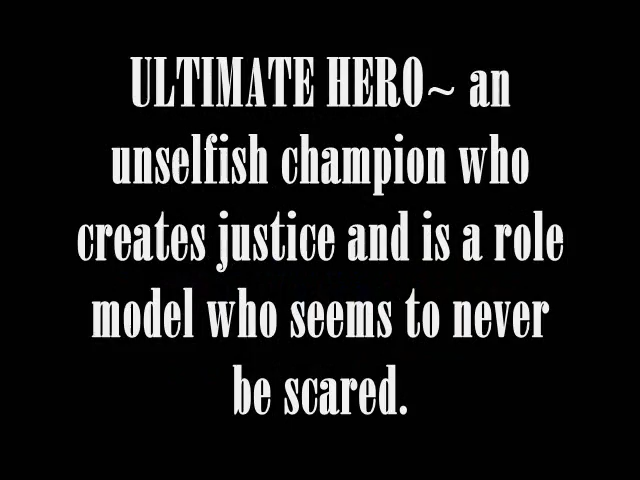 ULTIMATE HERO~ an
unselfish champion who
creates justice and is a role
model who seems to never
be scared.